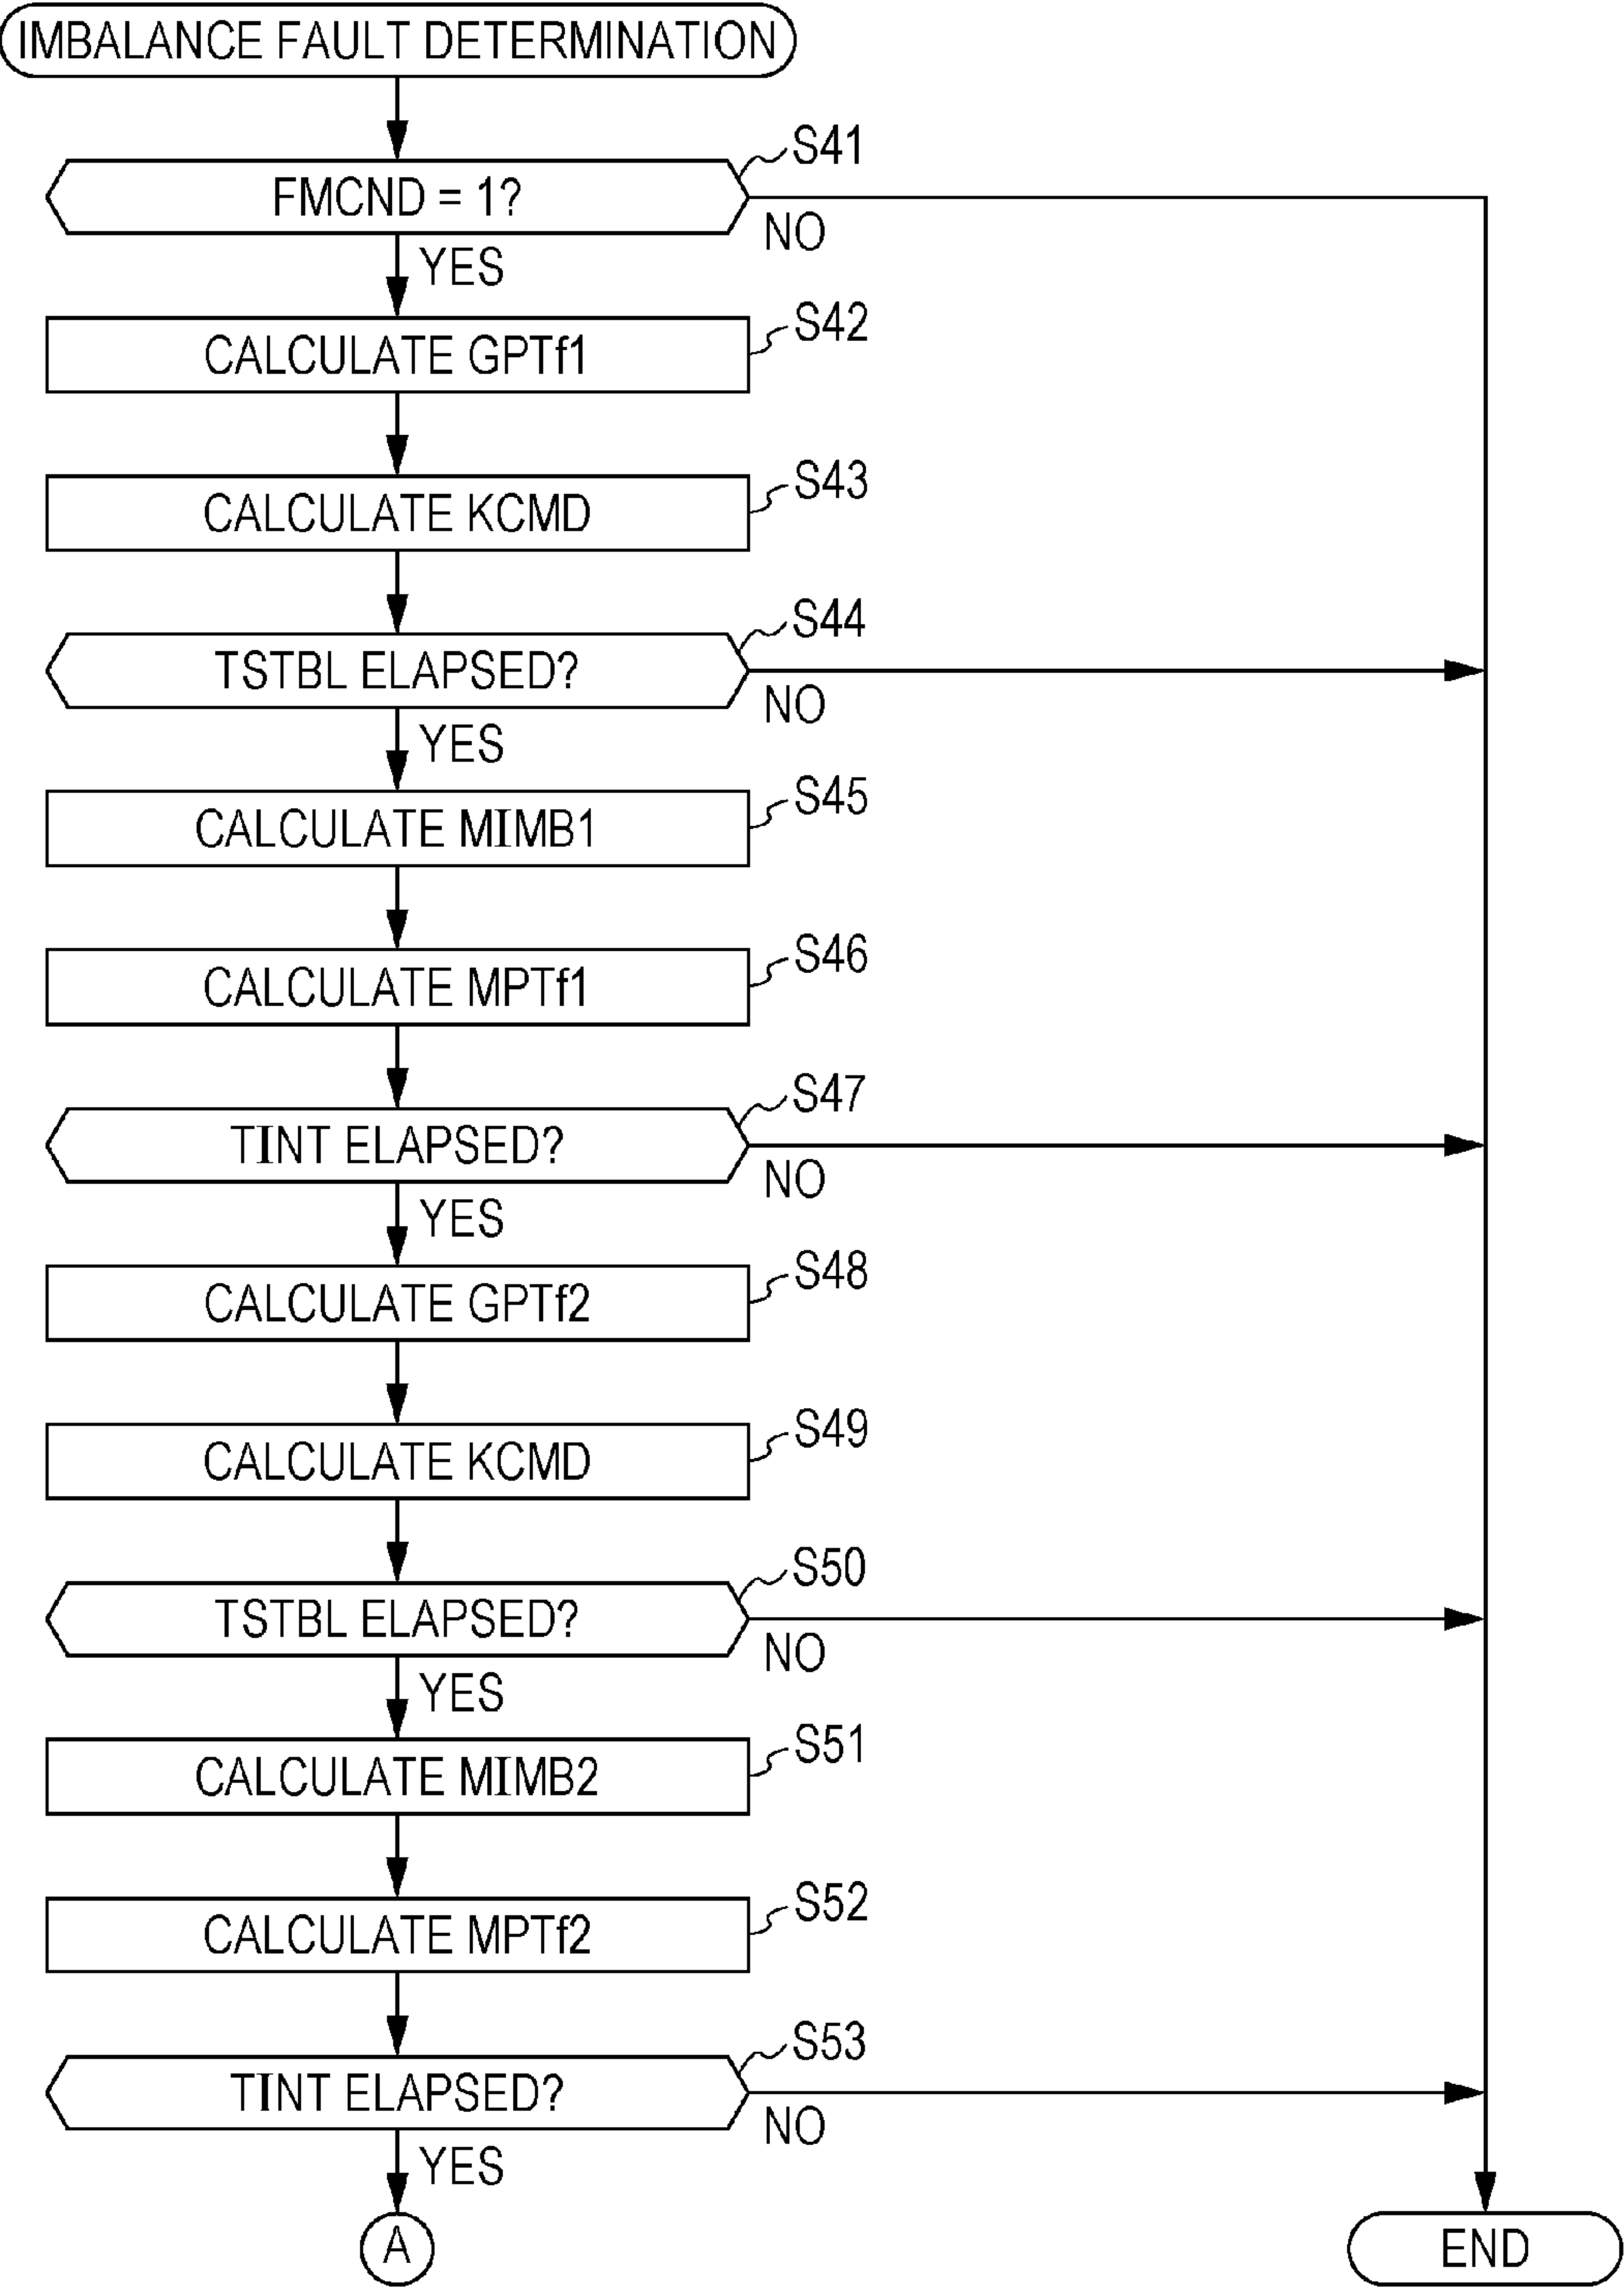 IMBALANCE FAULT DETERMINATION
S41
FMCND = 1?
NO
YES
S42
CALCULATE GPTf1
S43
CALCULATE KCMD
S44
TSTBL ELAPSED?
NO
YES
S45
CALCULATE MIMB1
S46
CALCULATE MPTf1
S47
TINT ELAPSED?
NO
YES
S48
CALCULATE GPTf2
S49
CALCULATE KCMD
S50
TSTBL ELAPSED?
NO
YES
S51
CALCULATE MIMB2
S52
CALCULATE MPTf2
S53
TINT ELAPSED?
NO
YES
A
END